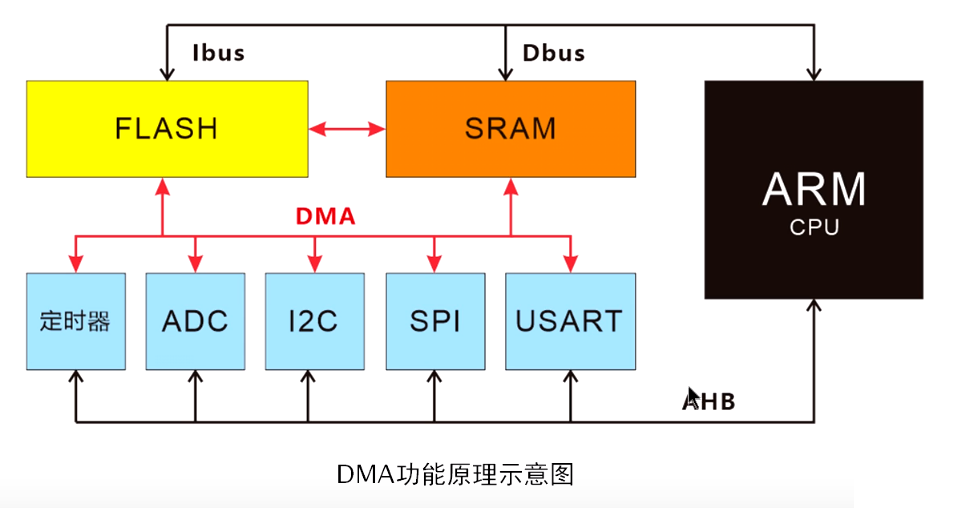 Ibus
Dbus
FLASH
SRAM
ARM
CPU
DMA
定时器
ADC
I2C
SPI
USART
AHB
DMA功能原理示意图